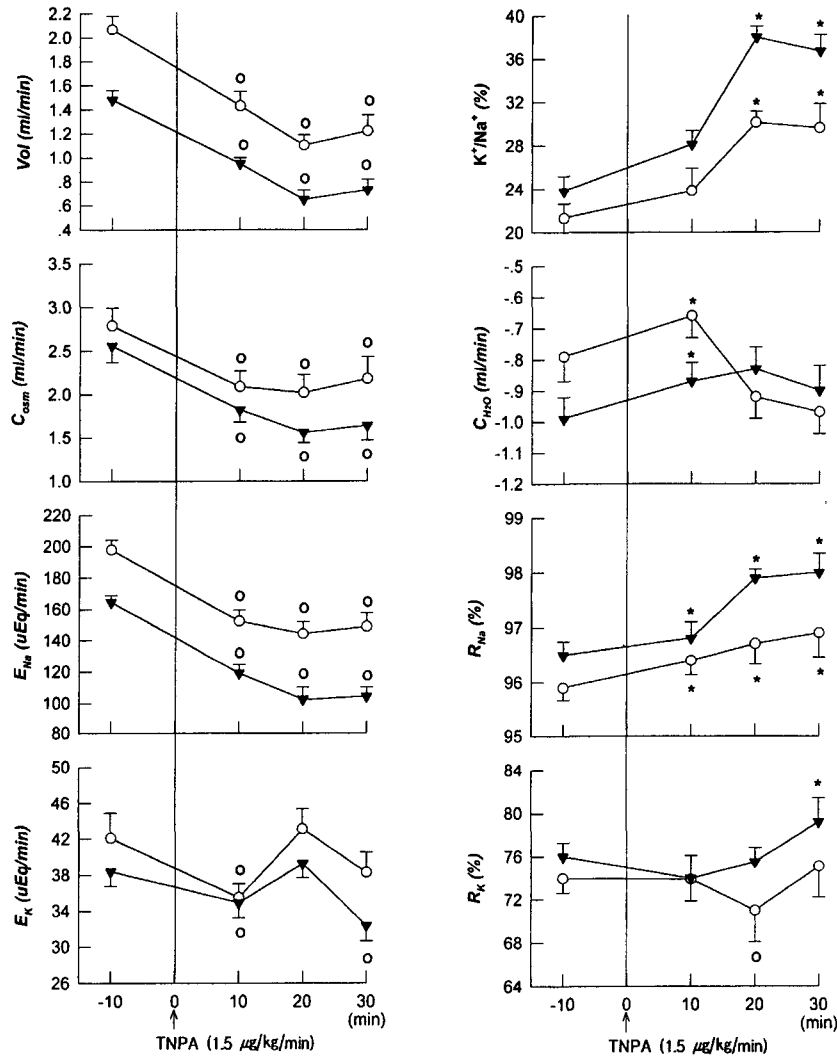 2.2
2.0
1.8
1.6
1.4
1.2
1.0
.8
.6
.4
Vol (ml/min)
o
o
o
o
o
o
3.5
3.0
2.5
2.0
1.5
1.0
Cosm (ml/min)
o
o
o
o
o
o
220
200
180
160
140
120
100
80
ENa (uEq/min)
o
o
o
o
o
o
48
45
42
39
36
33
30
26
EK (uEq/min)
o
o
o
-10
0
10
20
30
(min)
TNPA (1.5 µg/kg/min)
40
36
32
28
24
20
K+/Na+ (%)
*
*
*
*
-.5
-.6
-.7
-.8
-.9
-1.0
-1.1
-1.2
CH2O (ml/min)
*
*
99
98
97
96
95
RNa (%)
*
*
*
*
*
*
84
80
76
72
68
64
RK (%)
*
o
-10
0
10
20
30
(min)
TNPA (1.5 µg/kg/min)